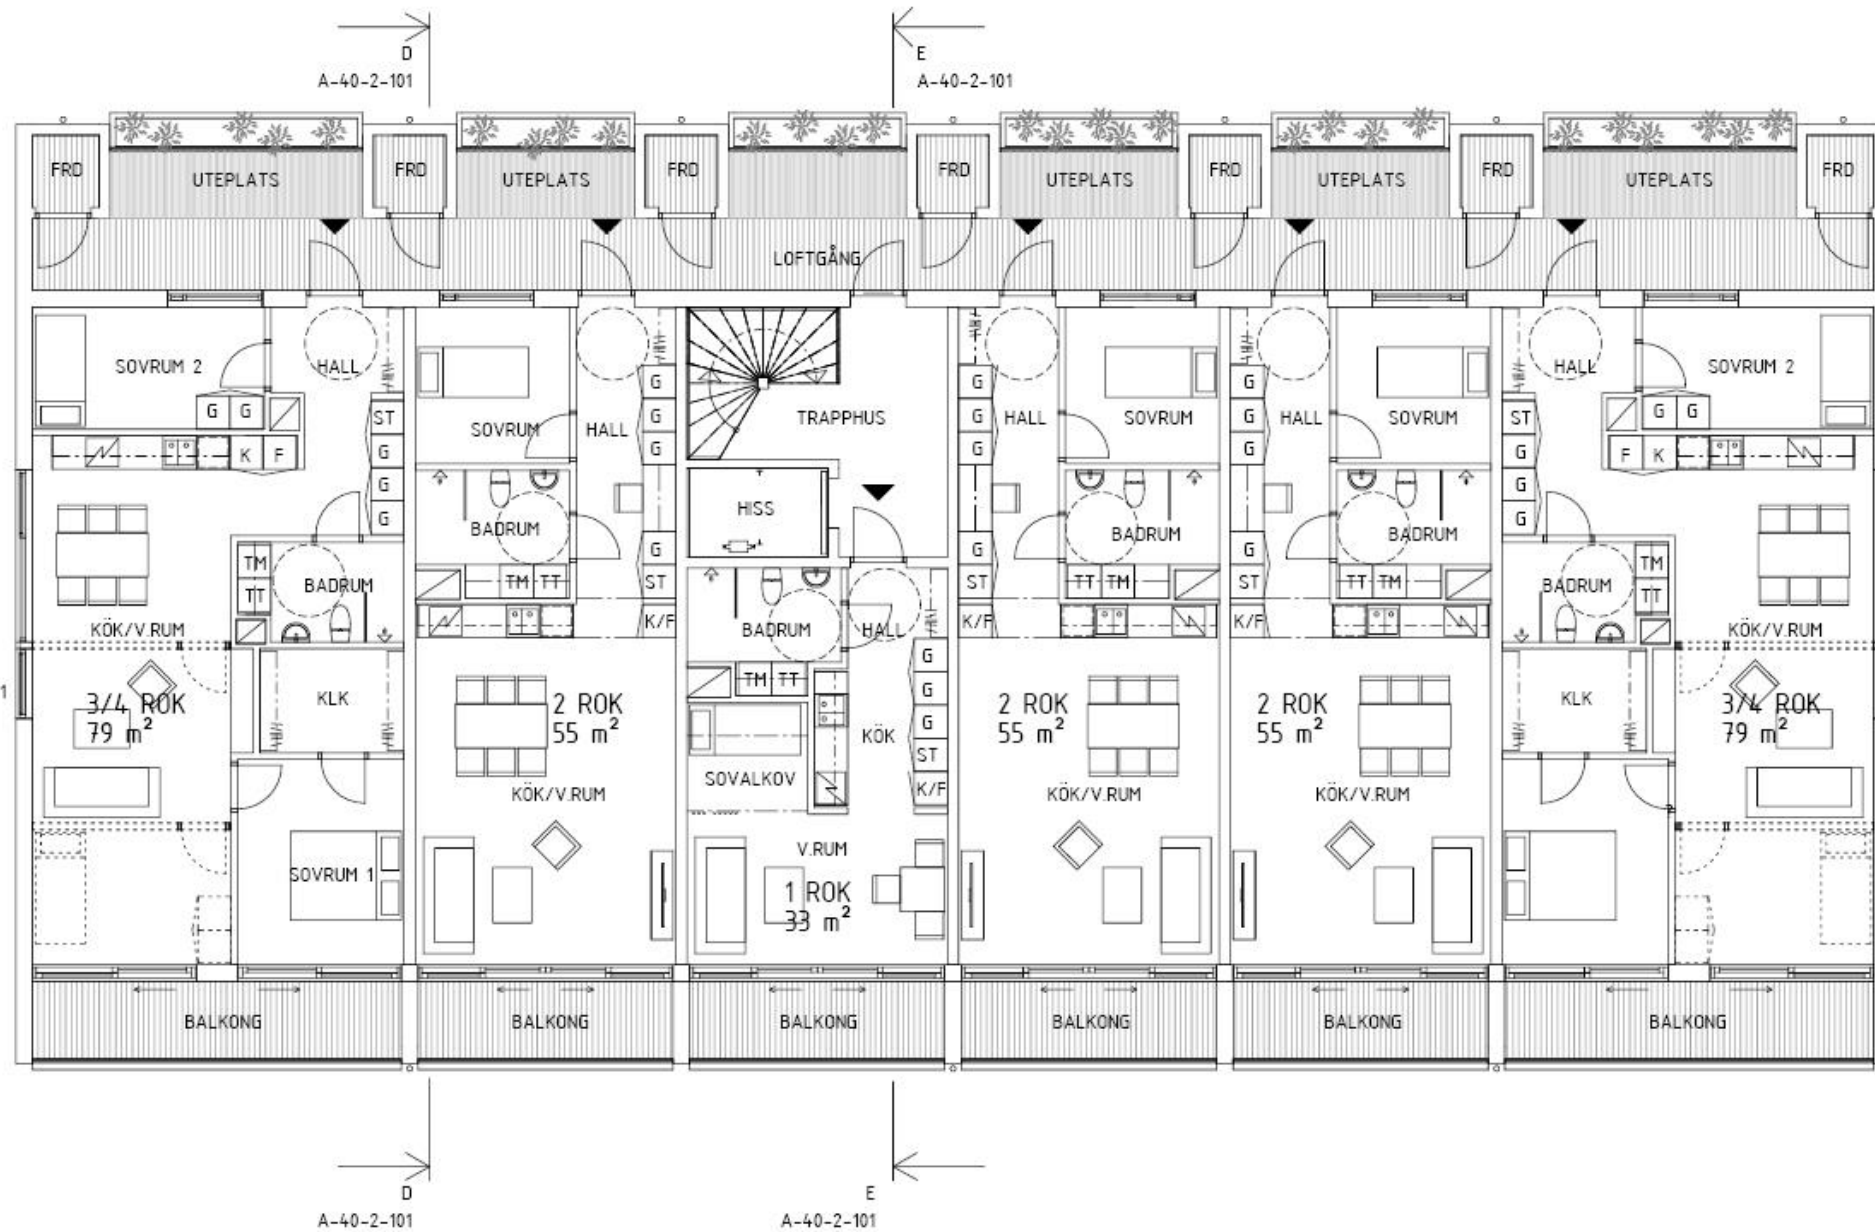 D
E
A-40-2-101
A-40-2-101
FRD
UTEPLATS
FRD
UTEPLATS
FRD
FRD
UTEPLATS
FRD
UTEPLATS
FRD
UTEPLATS
FRD
LOFTGÅNG
SOVRUM 2
HALL
G
G
ST
G
G
G
K
F
TM
TT
BADRUM
KÖK/V.RUM
3/4 ROK
79 m²
KLK
SOVRUM 1
SOVRUM
HALL
G
G
G
BADRUM
G
ST
TM
TT
K/F
2 ROK
55 m²
KÖK/V.RUM
TRAPPHUS
HISS
BADRUM
HALL
TM
TT
G
G
G
ST
K/F
KÖK
SOVALKOV
V.RUM
1 ROK
33 m²
G
G
G
HALL
SOVRUM
BADRUM
G
ST
TT
TM
K/F
2 ROK
55 m²
KÖK/V.RUM
G
G
G
HALL
SOVRUM
BADRUM
G
ST
TT
TM
K/F
2 ROK
55 m²
KÖK/V.RUM
HALL
SOVRUM 2
ST
G
G
G
G
G
F
K
BADRUM
TM
TT
KÖK/V.RUM
KLK
3/4 ROK
79 m²
1
BALKONG
BALKONG
BALKONG
BALKONG
BALKONG
BALKONG
D
E
A-40-2-101
A-40-2-101